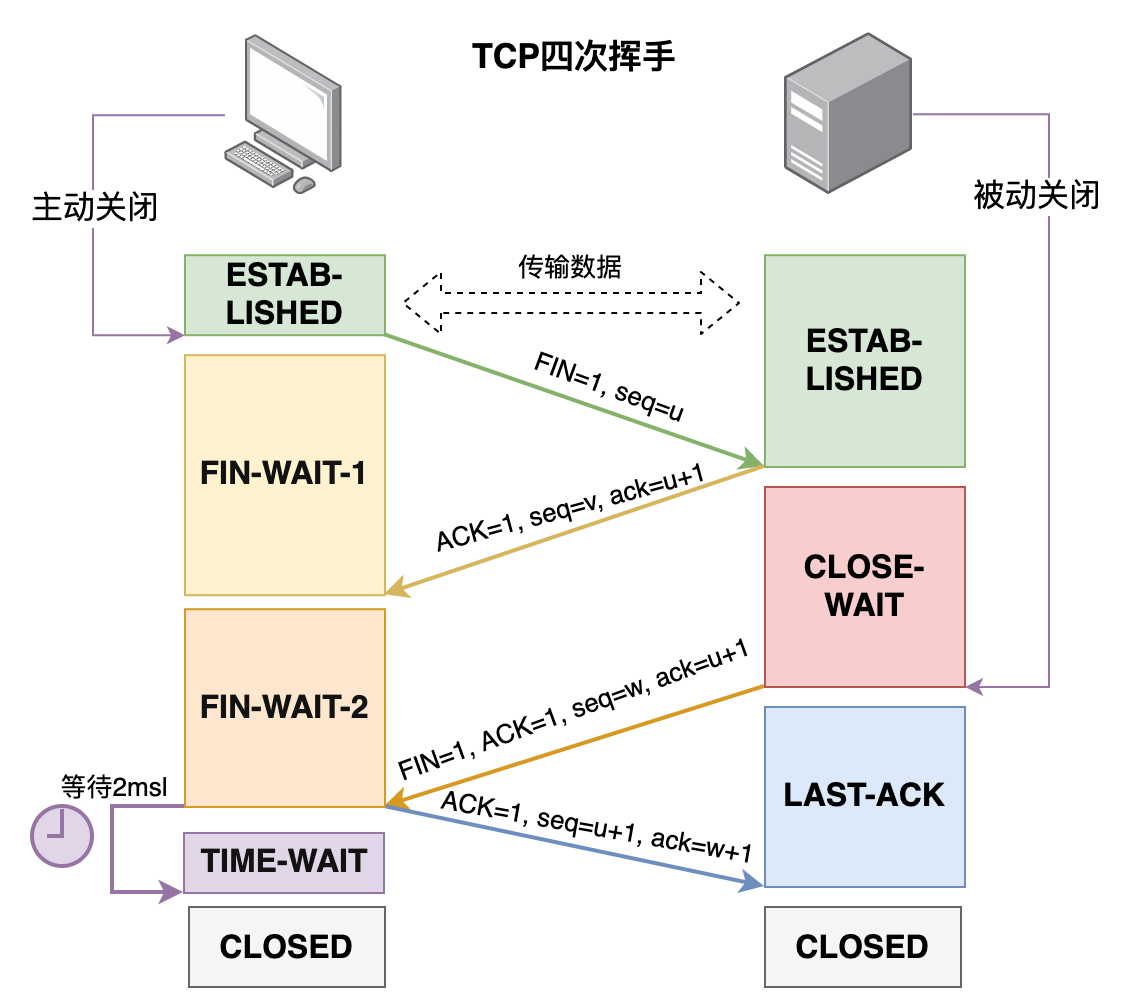 TCP四次挥手
主动关闭
被动关闭
ESTAB-
LISHED
传输数据
ESTAB-
LISHED
FIN=1, seq=u
FIN-WAIT-1
ACK=1, seq=v, ack=u+1
CLOSE-
WAIT
FIN-WAIT-2
FIN=1, ACK=1, seq=w, ack=u+1
等待2msl
ACK=1, seq=u+1, ack=w+1
LAST-ACK
TIME-WAIT
CLOSED
CLOSED